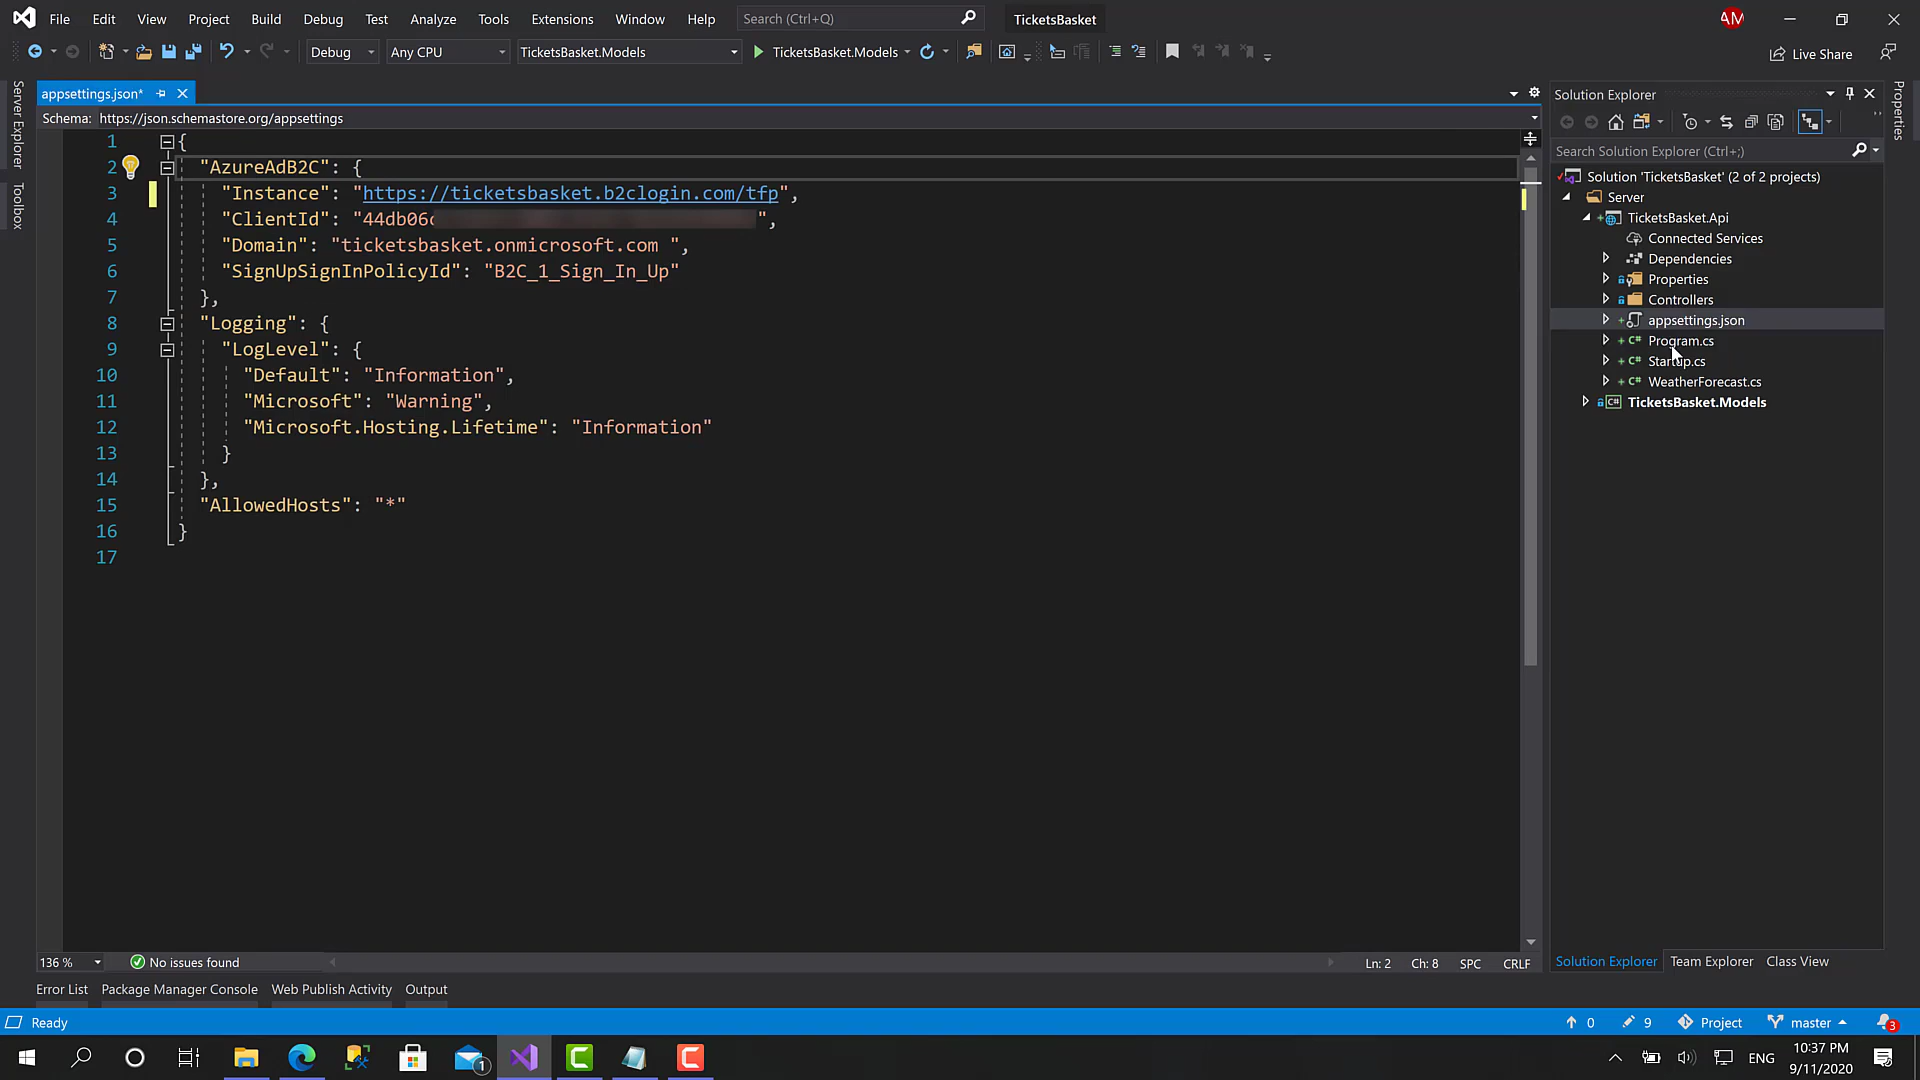 File Edit View Project Build Debug Test Analyze Tools Extensions Window Help Search (Ctrl+Q) TicketsBasket AM
Debug Any CPU TicketsBasket.Models TicketsBasket.Models Live Share
appsettings.json*
Schema: https://json.schemastore.org/appsettings
1 {
2 "AzureAdB2C": {
3 "Instance": "https://ticketsbasket.b2clogin.com/tfp",
4 "ClientId": "44db06 ",
5 "Domain": "ticketsbasket.onmicrosoft.com ",
6 "SignUpSignInPolicyId": "B2C_1_Sign_In_Up"
7 },
8 "Logging": {
9 "LogLevel": {
10 "Default": "Information",
11 "Microsoft": "Warning",
12 "Microsoft.Hosting.Lifetime": "Information"
13 }
14 },
15 "AllowedHosts": "*"
16 }
17
136 % No issues found Ln: 2 Ch: 8 SPC CRLF
Server Explorer
Toolbox
Solution Explorer
Search Solution Explorer (Ctrl+;)
Solution 'TicketsBasket' (2 of 2 projects)
Server
TicketsBasket.Api
Connected Services
Dependencies
Properties
Controllers
appsettings.json
C# Program.cs
C# Startup.cs
C# WeatherForecast.cs
C# TicketsBasket.Models
Solution Explorer Team Explorer Class View
Properties
Error List Package Manager Console Web Publish Activity Output
Ready 0 9 Project master 3
1 ENG 10:37 PM
9/11/2020